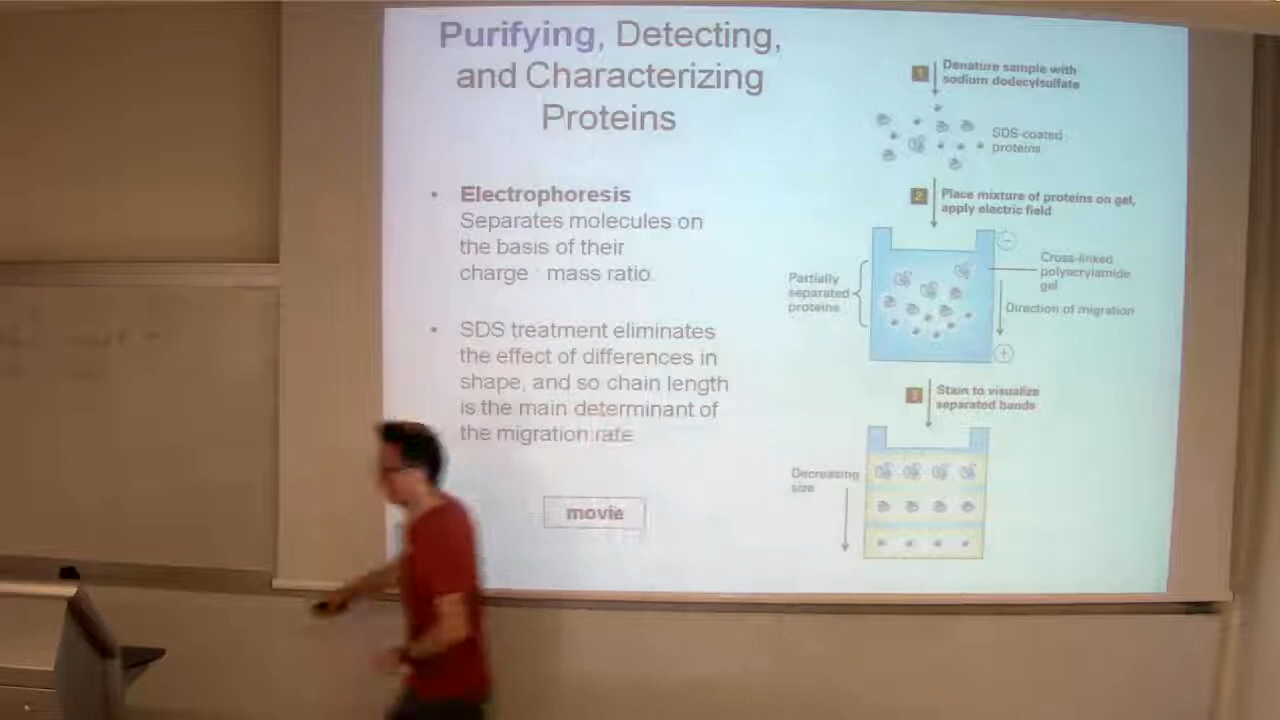 Purifying, Detecting,
and Characterizing
Proteins
• Electrophoresis
Separates molecules on
the basis of their
charge : mass ratio
• SDS treatment eliminates
the effect of differences in
shape, and so chain length
is the main determinant of
the migration rate
movie
1 Denature sample with
sodium dodecylsulfate
SDS-coated
proteins
2 Place mixture of proteins on gel,
apply electric field
−
Cross-linked
polyacrylamide
gel
Partially
separated
proteins
Direction of migration
+
3 Stain to visualize
separated bands
Decreasing
size